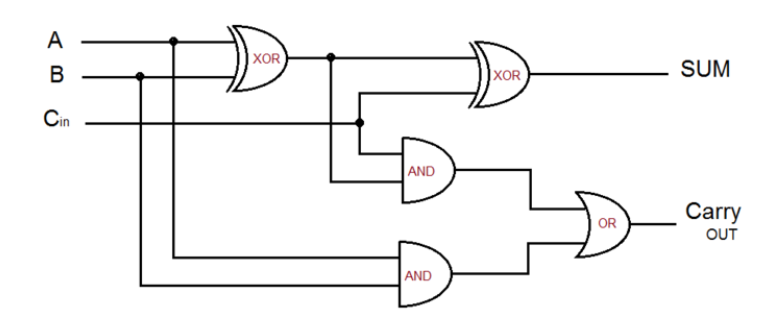 A
XOR
XOR
SUM
B
Cin
AND
Carry
OUT
OR
AND